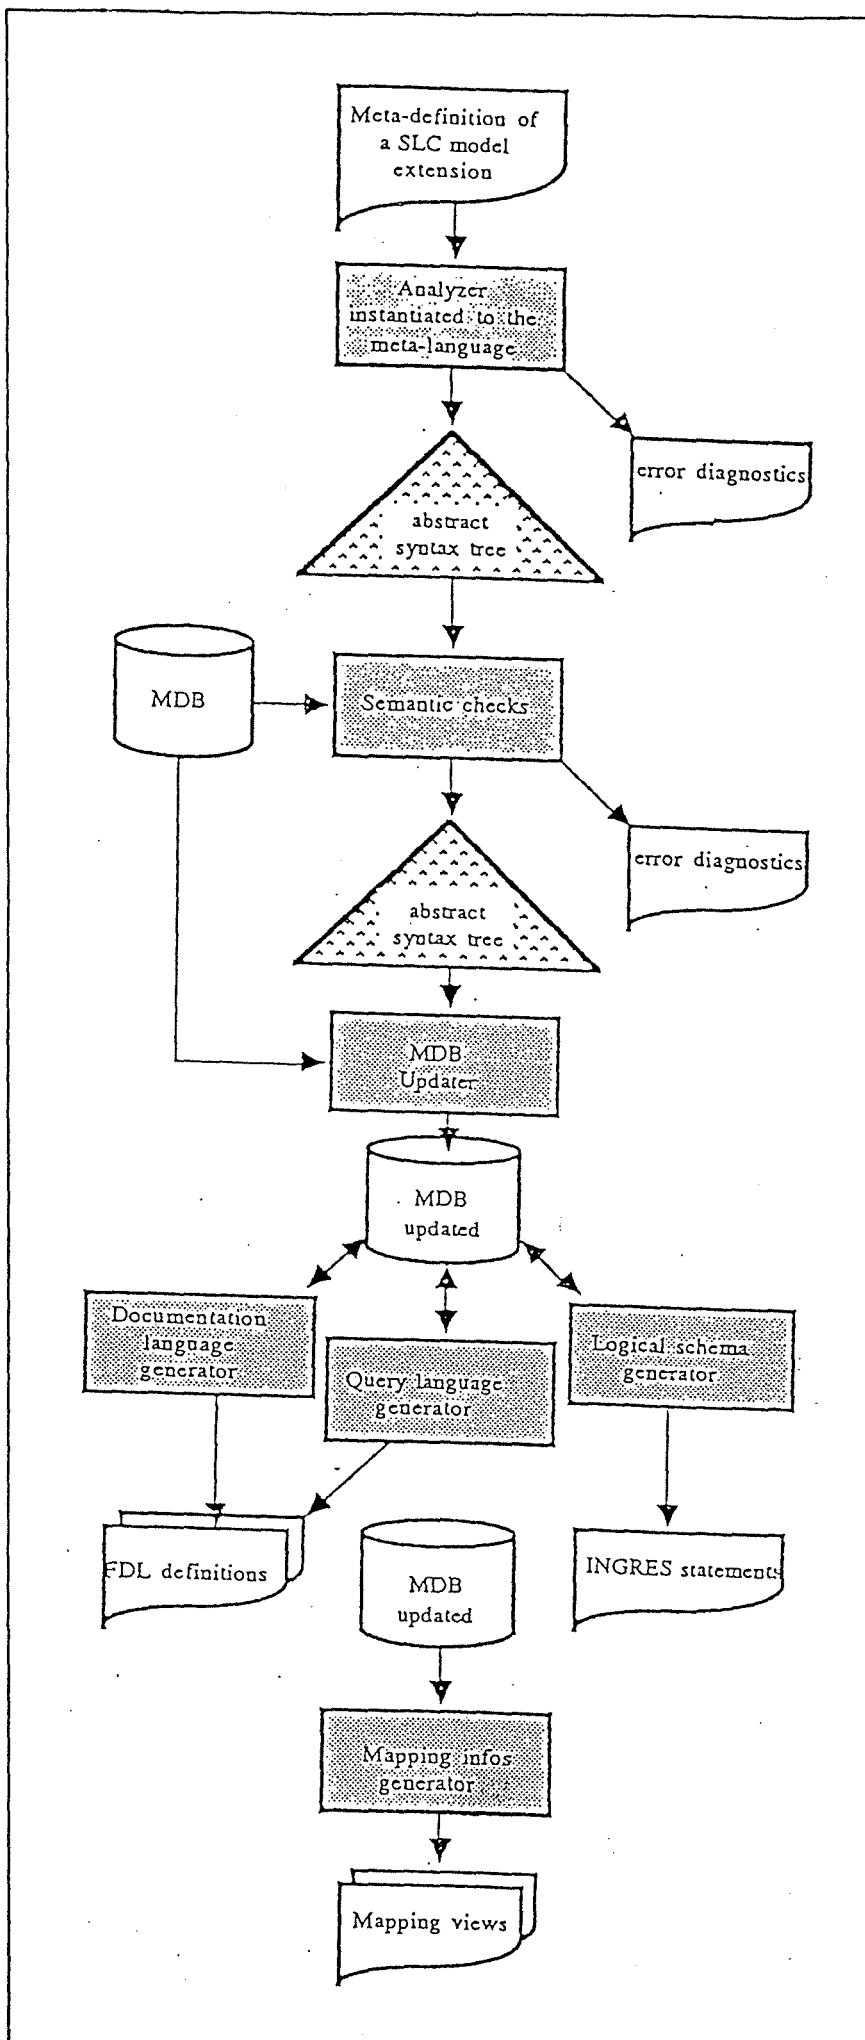 Meta-definition of
a SLC model
extension
Analyzer
instantiated to the
meta-language
error diagnostics
abstract
syntax tree
MDB
Semantic checks
error diagnostics
abstract
syntax tree
MDB
Updater
MDB
updated
Documentation
language
generator
Query language
generator
Logical schema
generator
FDL definitions
MDB
updated
INGRES statements
Mapping infos
generator
Mapping views